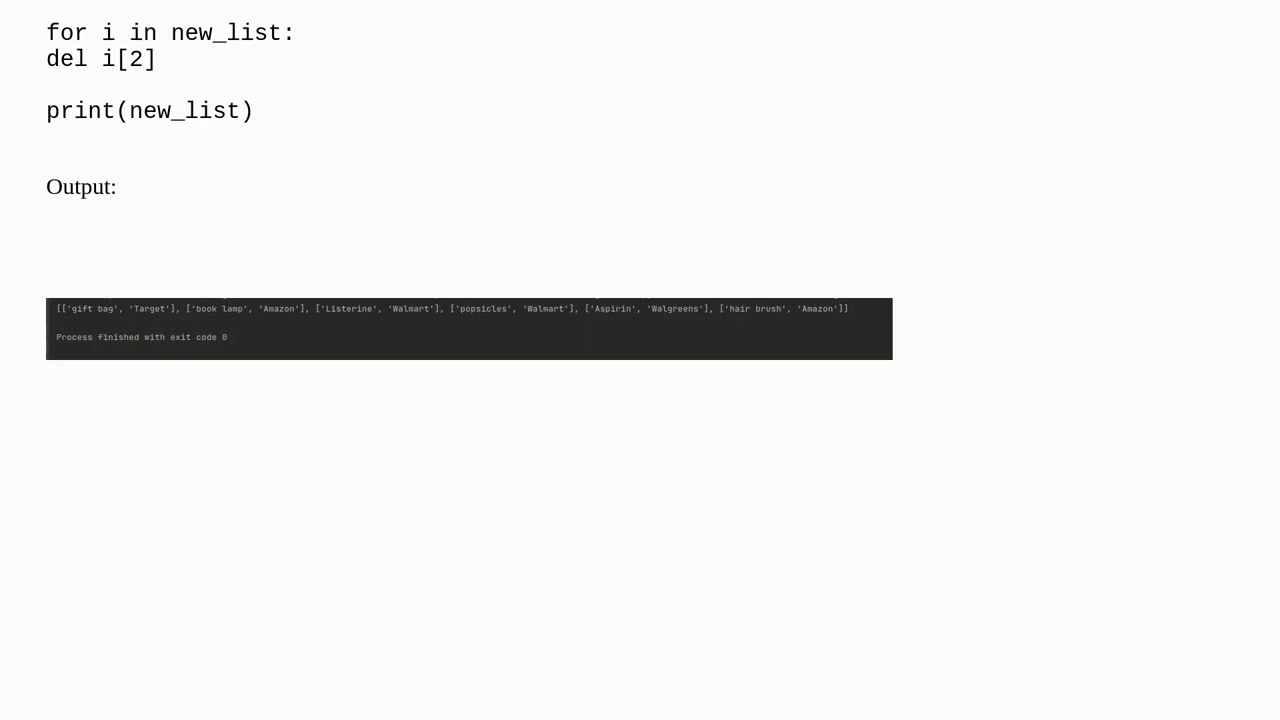 for i in new_list:
del i[2]
print(new_list)
Output:
[['gift bag', 'Target'], ['book lamp', 'Amazon'], ['Listerine', 'Walmart'], ['popsicles', 'Walmart'], ['Aspirin', 'Walgreens'], ['hair brush', 'Amazon']]
Process finished with exit code 0